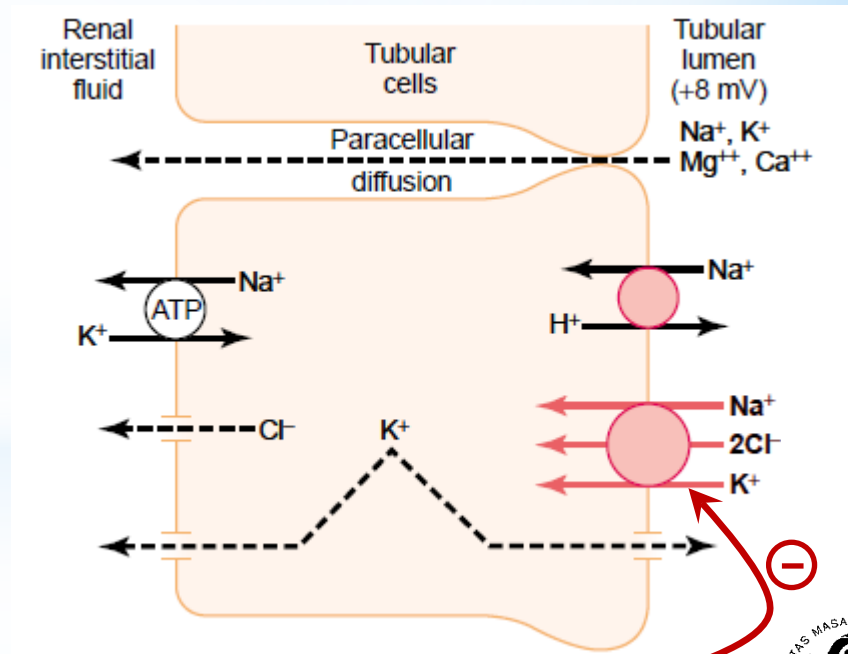 Renal
interstitial
fluid
Tubular
cells
Tubular
lumen
(+8 mV)
Paracellular
diffusion
Na⁺, K⁺
Mg⁺⁺, Ca⁺⁺
Na⁺
ATP
K⁺
Na⁺
H⁺
Cl⁻
K⁺
Na⁺
2Cl⁻
K⁺
−